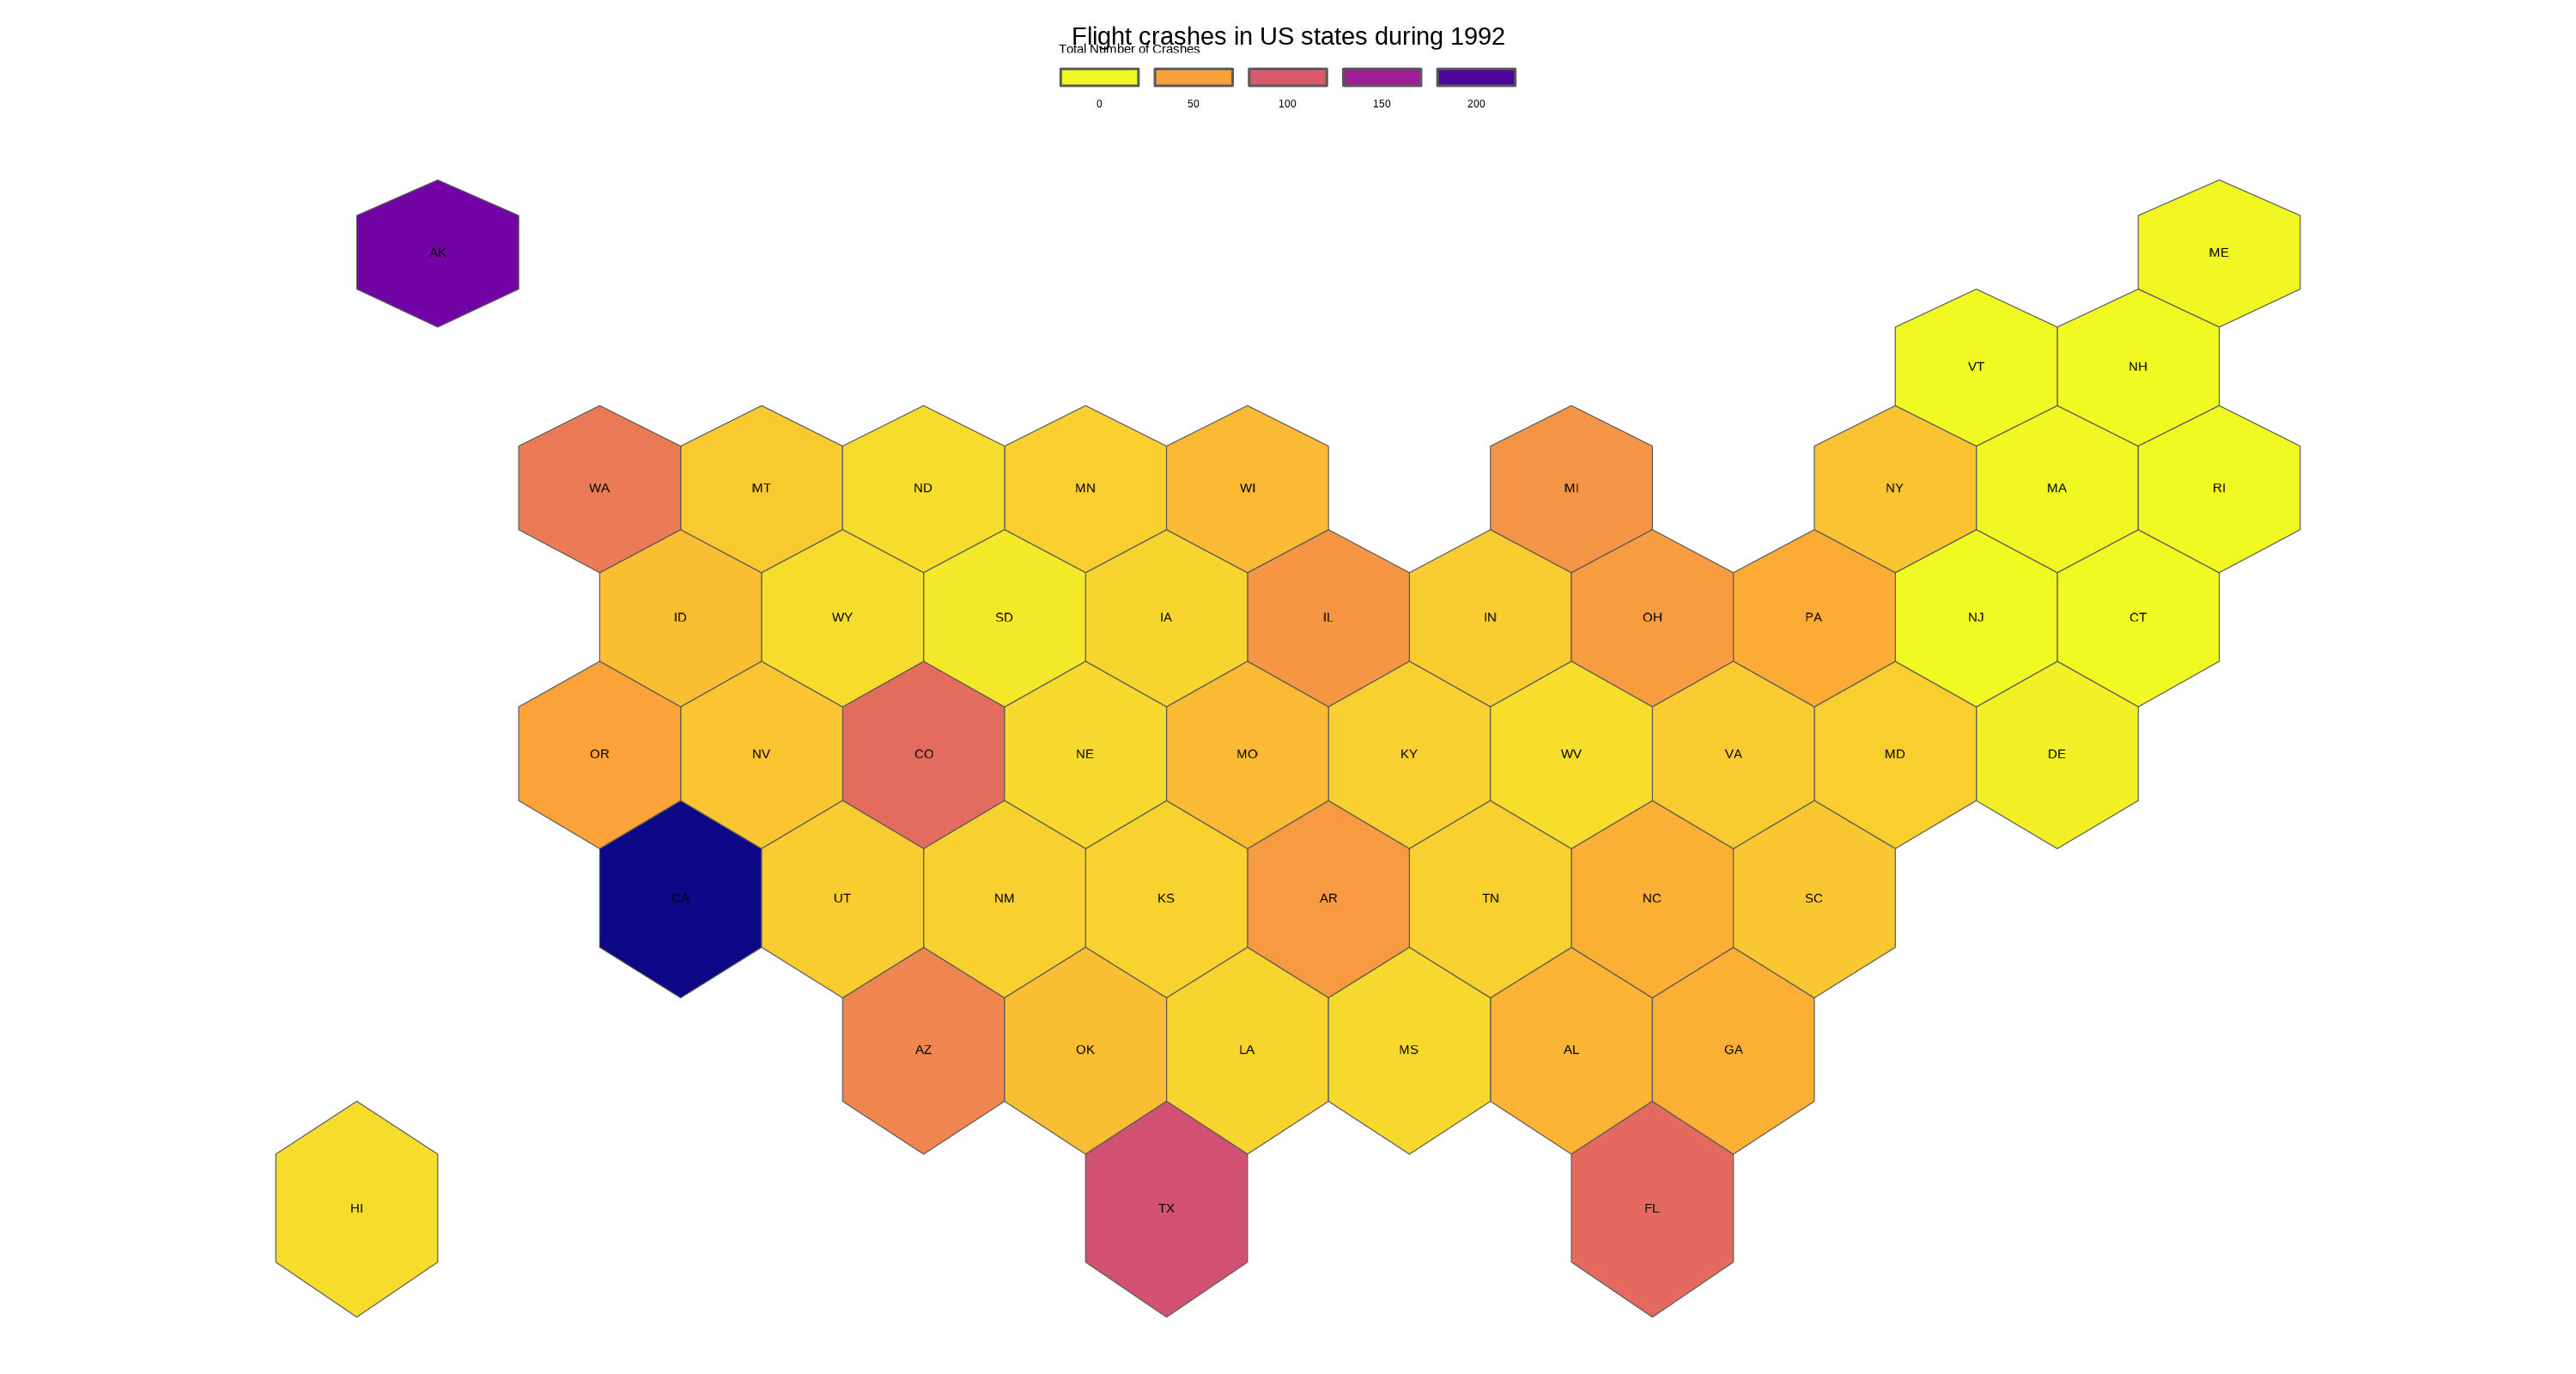 Flight crashes in US states during 1992
Total Number of Crashes
0 50 100 150 200
AK ME
VT NH
WA MT ND MN WI MI NY MA RI
ID WY SD IA IL IN OH PA NJ CT
OR NV CO NE MO KY WV VA MD DE
CA UT NM KS AR TN NC SC
AZ OK LA MS AL GA
HI TX FL